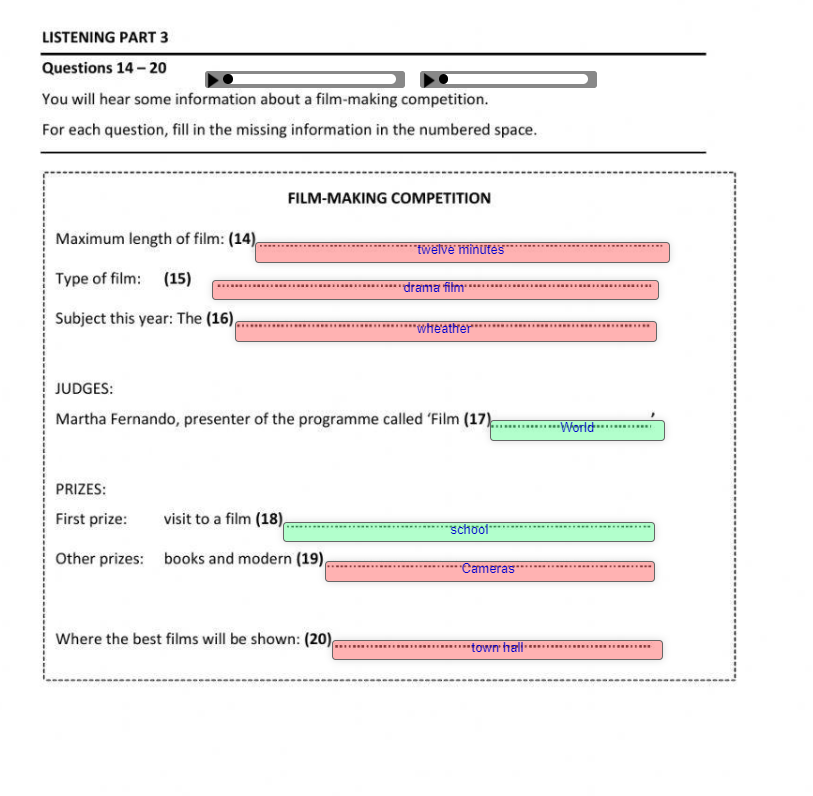 LISTENING PART 3
Questions 14 – 20
You will hear some information about a film-making competition.
For each question, fill in the missing information in the numbered space.
FILM-MAKING COMPETITION
Maximum length of film: (14) twelve minutes
Type of film: (15) drama film
Subject this year: The (16) wheather
JUDGES:
Martha Fernando, presenter of the programme called ‘Film (17) World ’
PRIZES:
First prize: visit to a film (18) school
Other prizes: books and modern (19) Cameras
Where the best films will be shown: (20) town hall